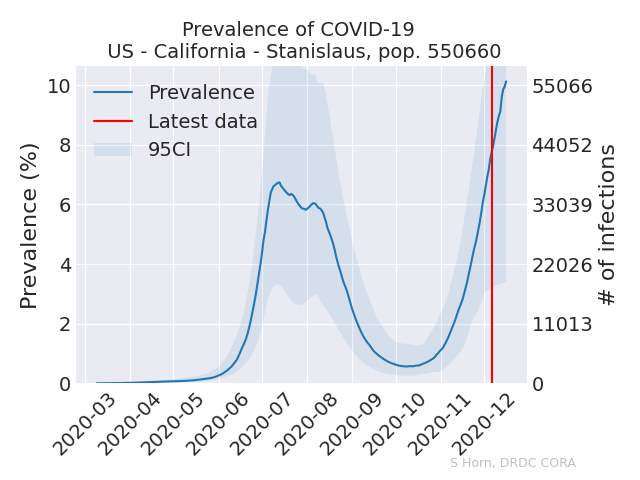 Prevalence of COVID-19
US - California - Stanislaus, pop. 550660
Prevalence
Latest data
95CI
Prevalence (%)
10
8
6
4
2
0
55066
44052
33039
22026
11013
0
# of infections
2020-03
2020-04
2020-05
2020-06
2020-07
2020-08
2020-09
2020-10
2020-11
2020-12
S Horn, DRDC CORA